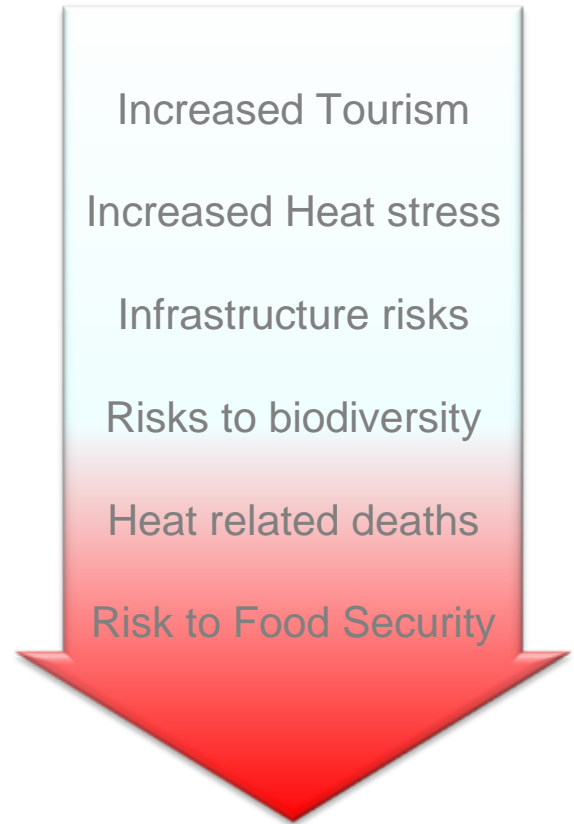 Increased Tourism
Increased Heat stress
Infrastructure risks
Risks to biodiversity
Heat related deaths
Risk to Food Security